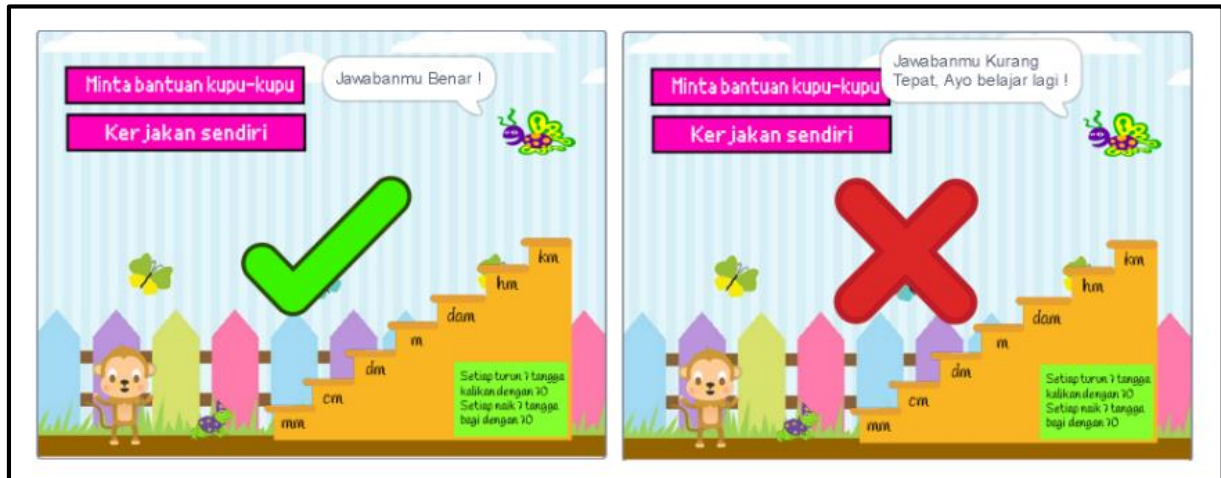 Minta bantuan kupu-kupu
Jawabanmu Benar !
Kerjakan sendiri
km
hm
dam
m
dm
cm
mm
Setiap turun 1 tangga
kalikan dengan 10
Setiap naik 1 tangga
bagi dengan 10
Minta bantuan kupu-kupu
Jawabanmu Kurang
Tepat, Ayo belajar lagi !
Kerjakan sendiri
km
hm
dam
m
dm
cm
mm
Setiap turun 1 tangga
kalikan dengan 10
Setiap naik 1 tangga
bagi dengan 10